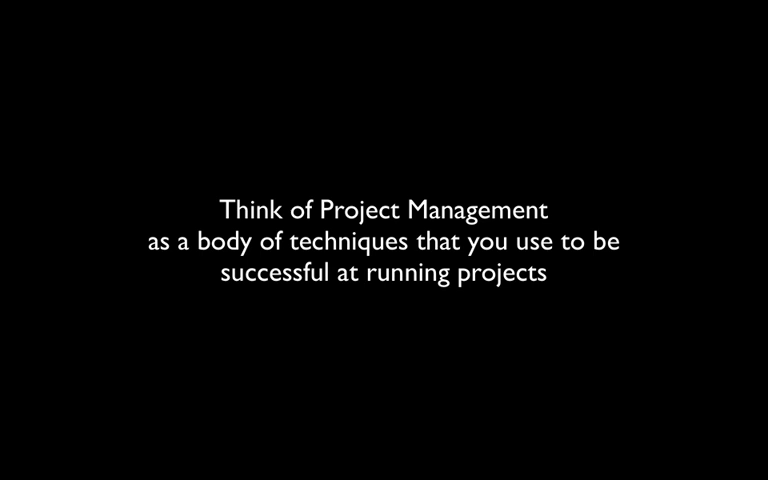 Think of Project Management
as a body of techniques that you use to be
successful at running projects